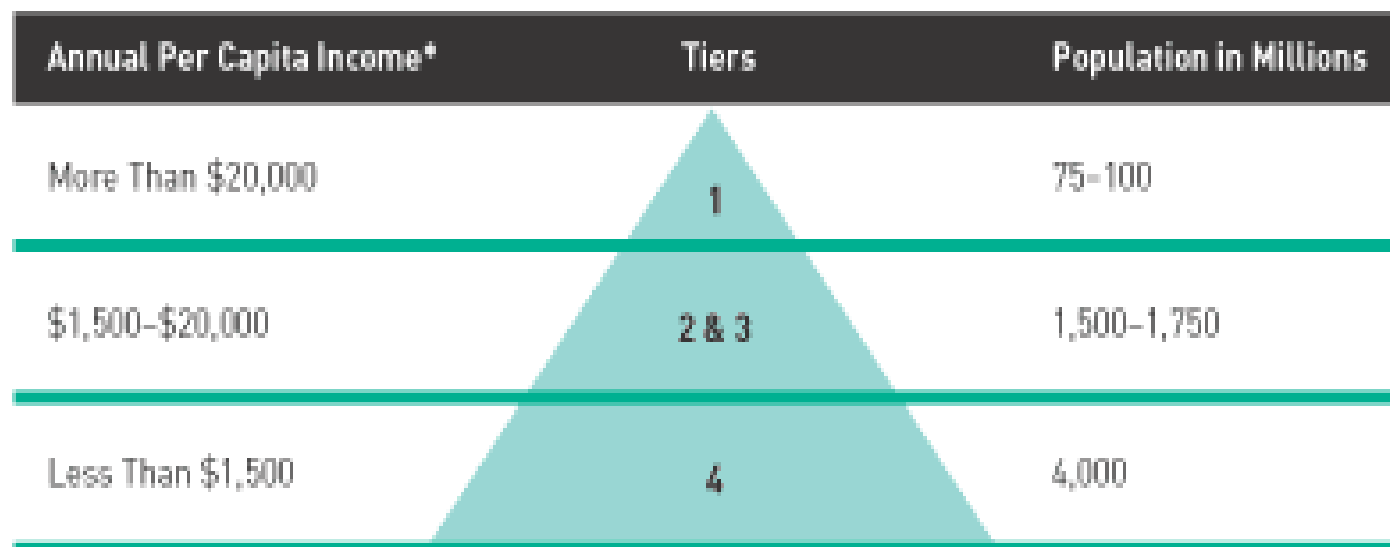 Annual Per Capita Income* Tiers Population in Millions
More Than $20,000 1 75–100
$1,500–$20,000 2 & 3 1,500–1,750
Less Than $1,500 4 4,000